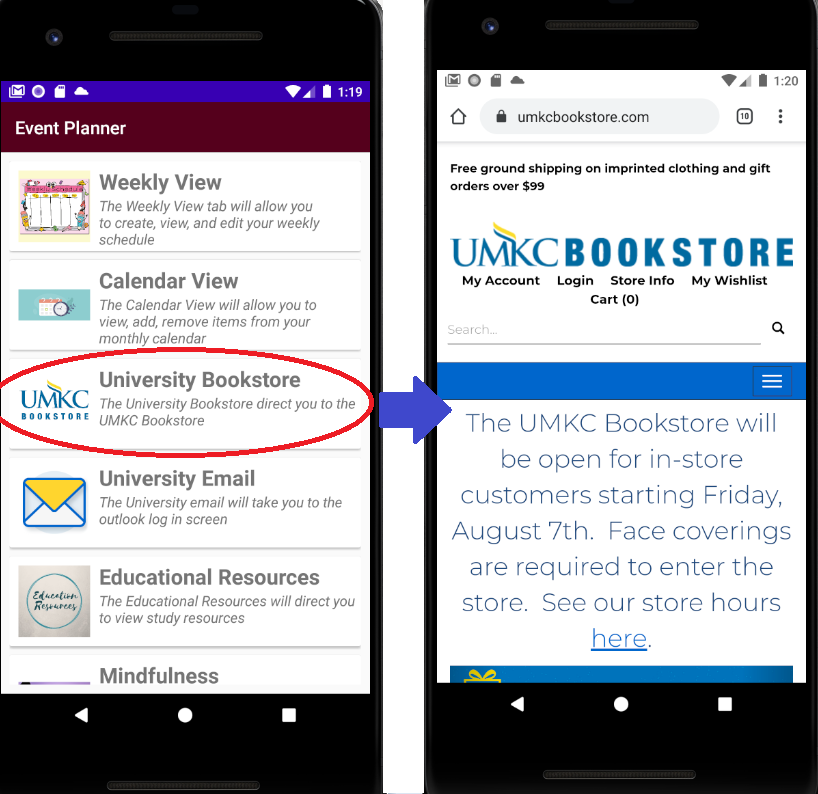 1:19
Event Planner
Weekly Schedule
Weekly View
The Weekly View tab will allow you
to create, view, and edit your weekly
schedule
Calendar View
The Calendar View will allow you to
view, add, remove items from your
monthly calendar
UMKC
BOOKSTORE
University Bookstore
The University Bookstore direct you to the
UMKC Bookstore
University Email
The University email will take you to the
outlook log in screen
Education
Resources
Educational Resources
The Educational Resources will direct you
to view study resources
Mindfulness
1:20
umkcbookstore.com
10
Free ground shipping on imprinted clothing and gift
orders over $99
UMKC BOOKSTORE
My Account Login Store Info My Wishlist
Cart (0)
Search...
The UMKC Bookstore will
be open for in-store
customers starting Friday,
August 7th. Face coverings
are required to enter the
store. See our store hours
here.